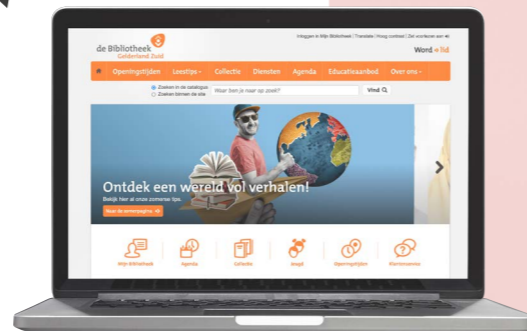 de Bibliotheek
Gelderland Zuid
Inloggen in Mijn Bibliotheek | Translate | Hoog contrast | Zet voorlezen aan
Word lid
Openingstijden Leestips Collectie Diensten Agenda Educatieaanbod Over ons
Zoeken in de catalogus
Zoeken binnen de site
Waar ben je naar op zoek?
Vind
Ontdek een wereld vol verhalen!
Bekijk hier al onze zomerse tips.
Naar de zomerpagina
Mijn Bibliotheek Agenda Collectie Jeugd Openingstijden Klantenservice